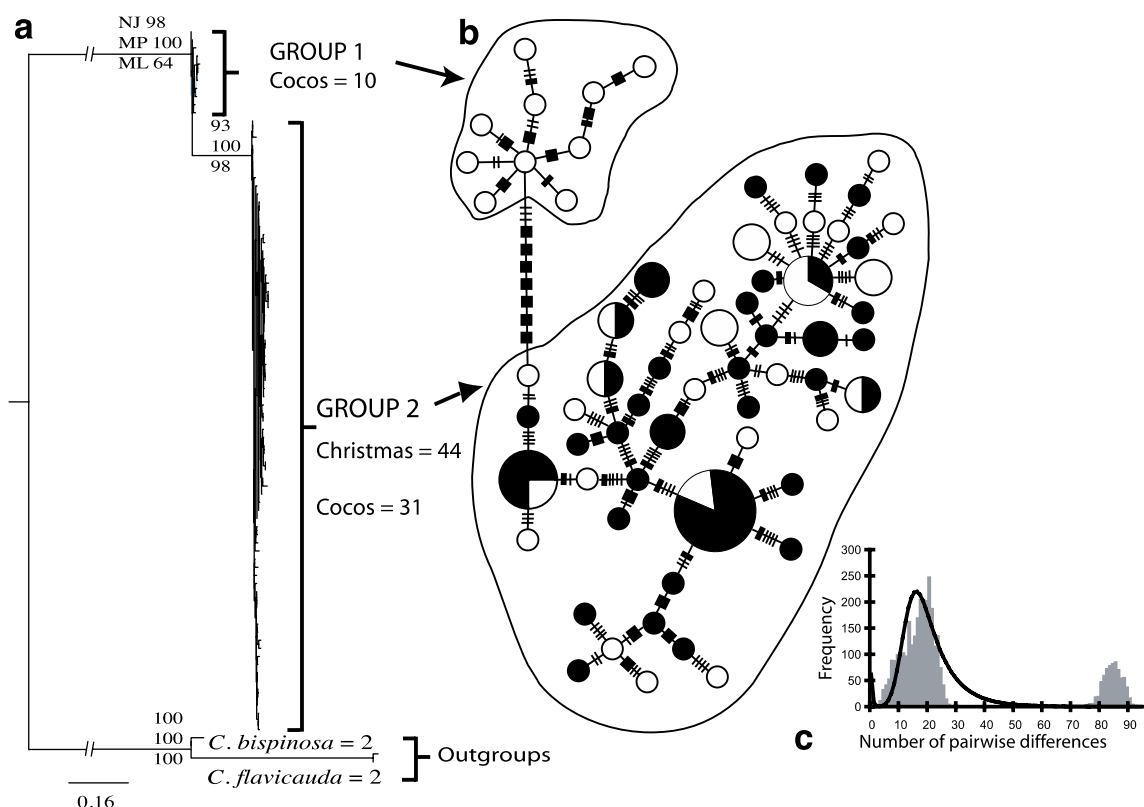 a
NJ 98
MP 100
ML 64
GROUP 1
Cocos = 10
93
100
98
GROUP 2
Christmas = 44
Cocos = 31
100
100
100
C. bispinosa = 2
C. flavicauda = 2
Outgroups
0.16
b
c
Frequency
300
250
200
150
100
50
0
0 10 20 30 40 50 60 70 80 90
Number of pairwise differences